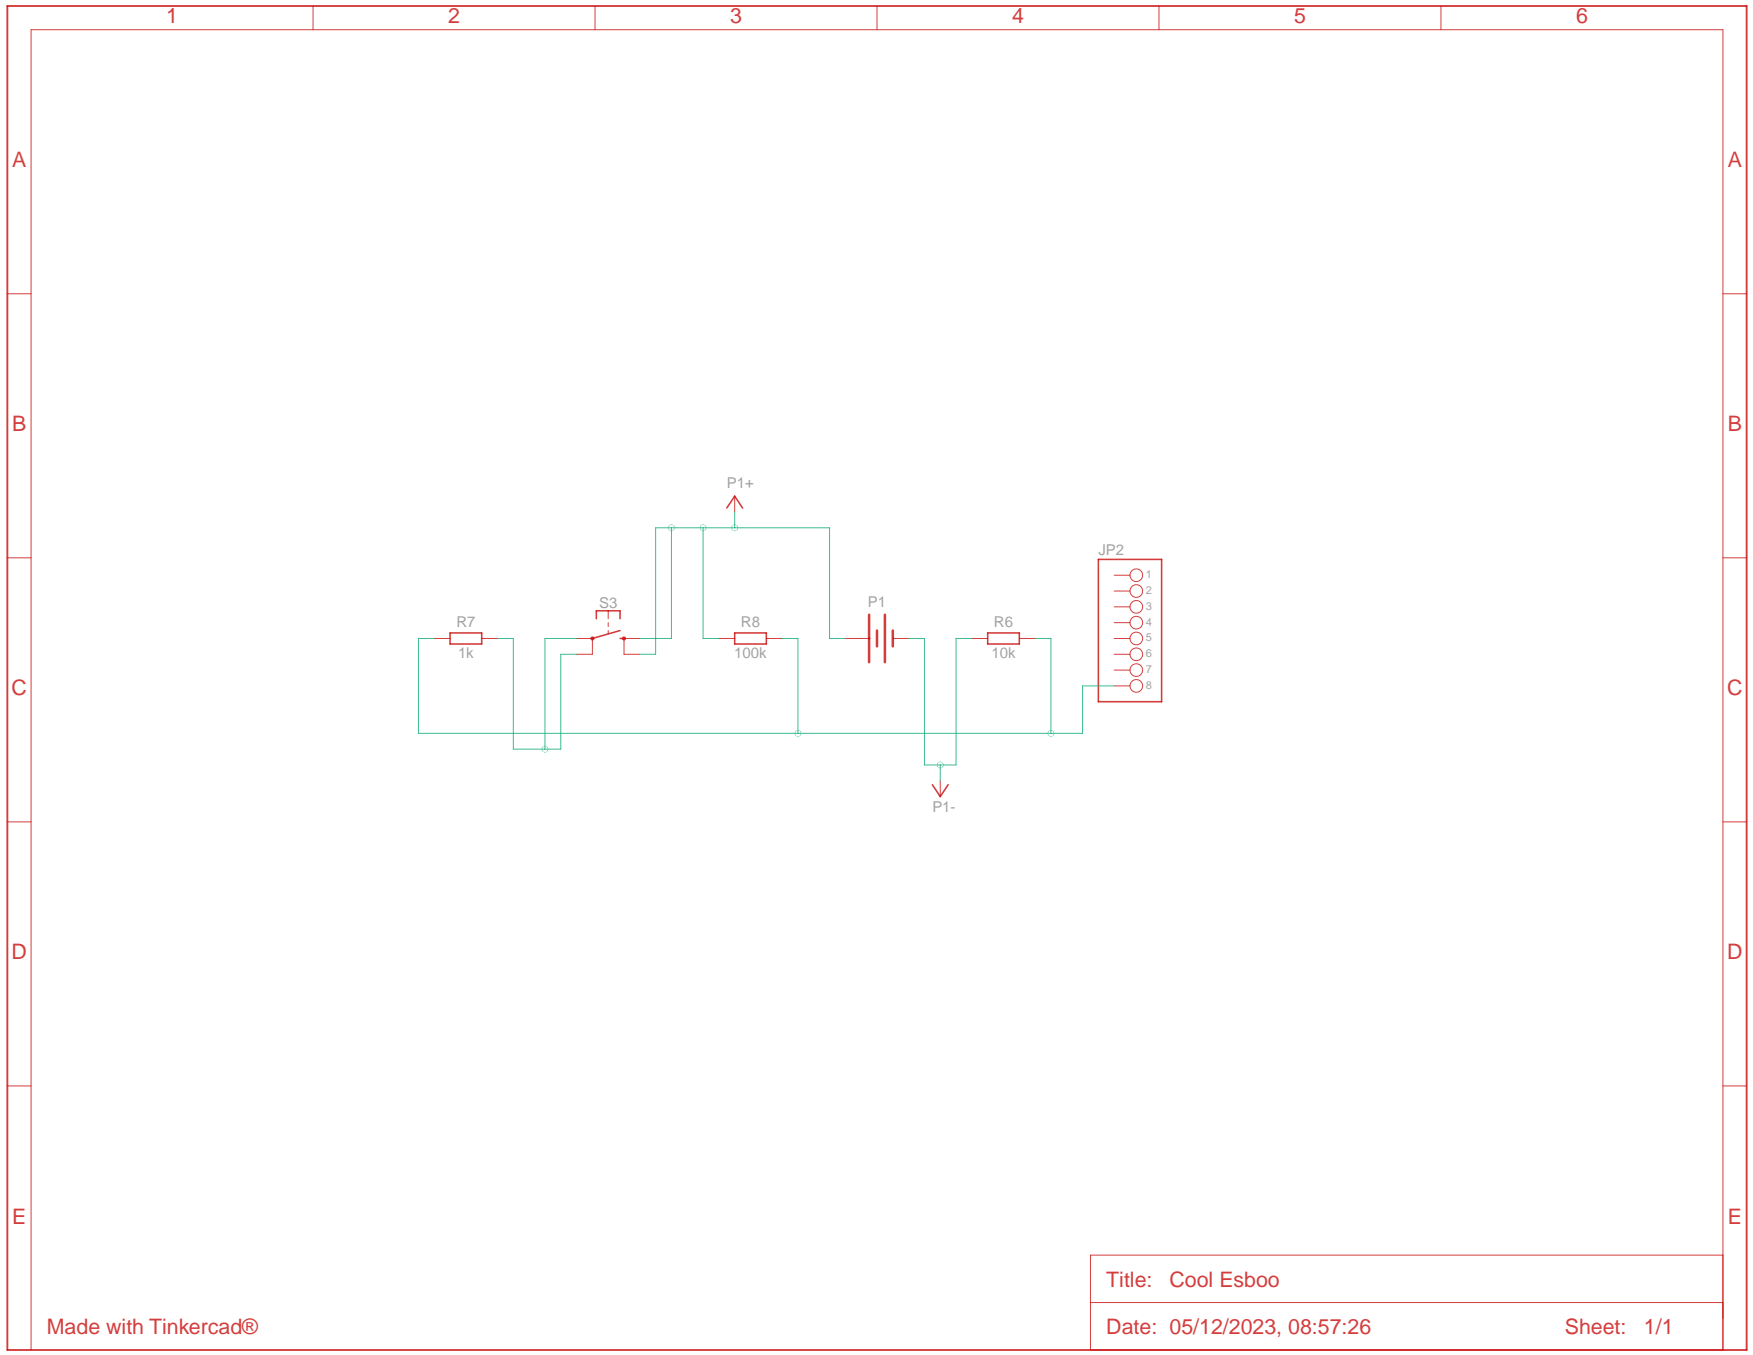 1 2 3 4 5 6
A A
B B
P1+
JP2
1
2
S3 P1 3
R7 R8 R6 4
5
1k 100k 10k 6
7
C 8 C
P1-
D D
E E
Title: Cool Esboo
Made with Tinkercad® Date: 05/12/2023, 08:57:26 Sheet: 1/1